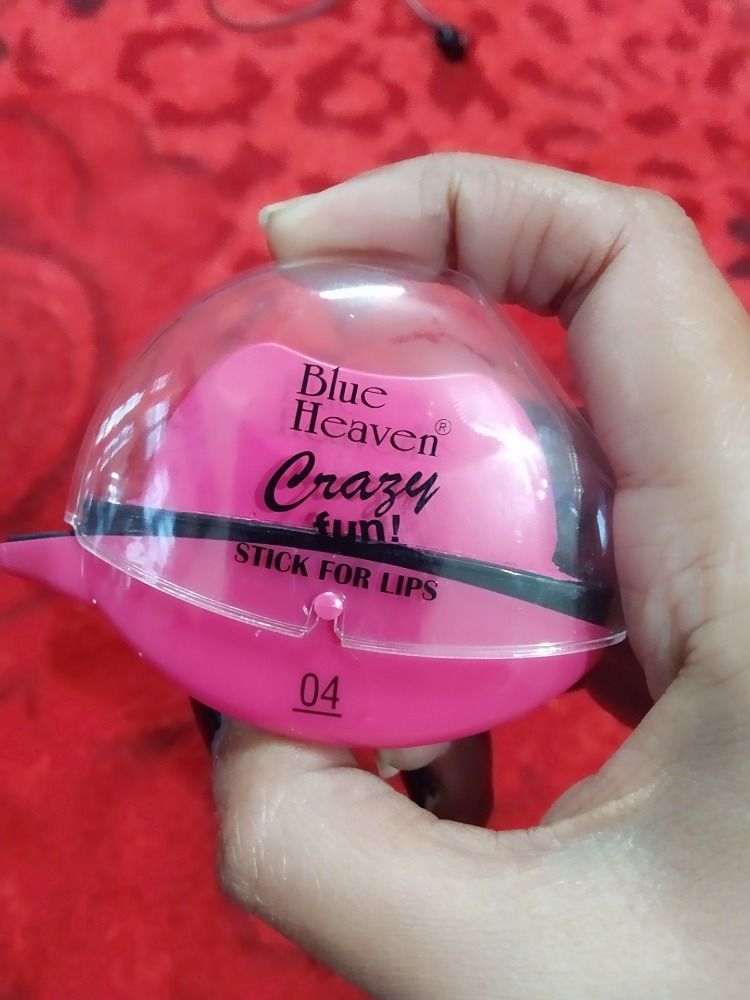 Blue
Heaven®
Crazy
fun!
STICK FOR LIPS
04